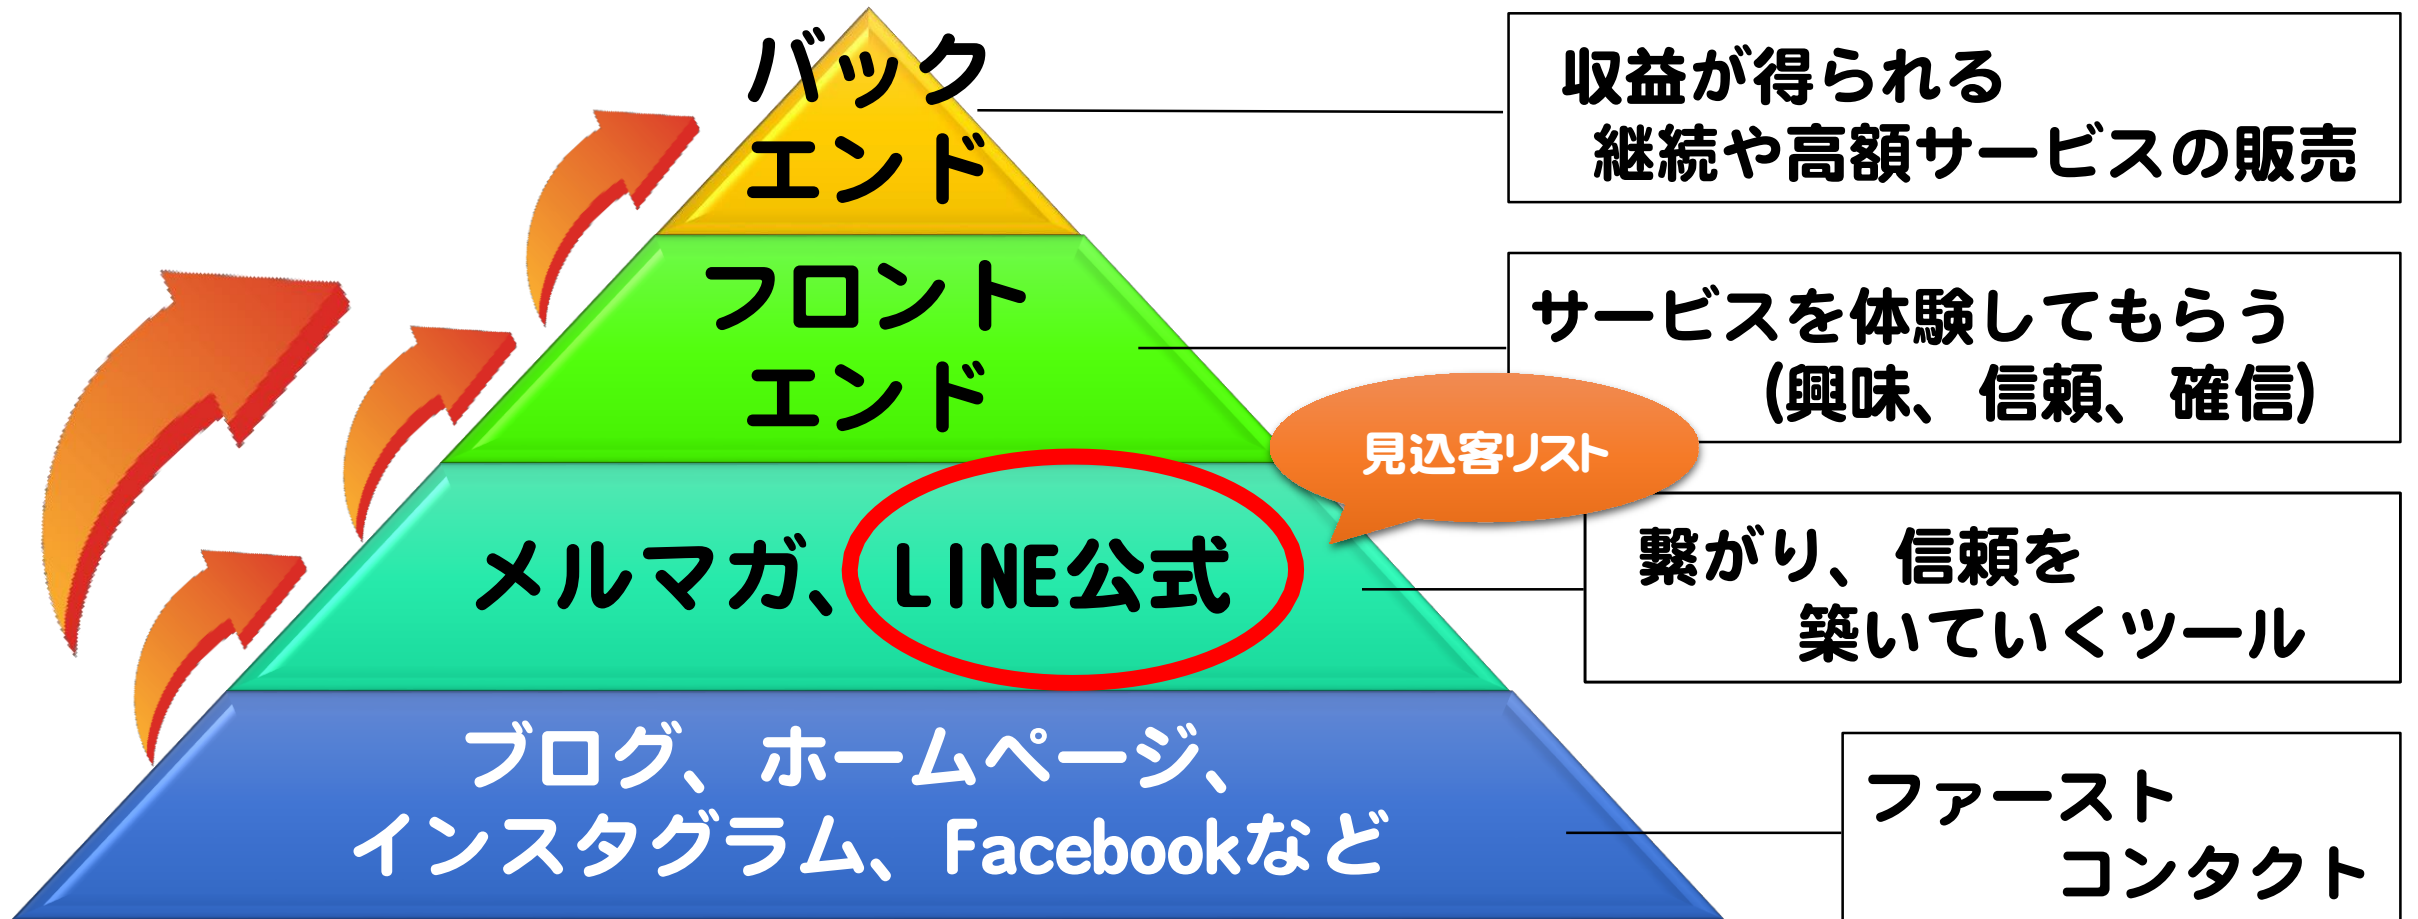 バック
エンド
収益が得られる
継続や高額サービスの販売
フロント
エンド
サービスを体験してもらう
(興味、信頼、確信)
見込客リスト
メルマガ、LINE公式
繋がり、信頼を
築いていくツール
ブログ、ホームページ、
インスタグラム、Facebookなど
ファースト
コンタクト